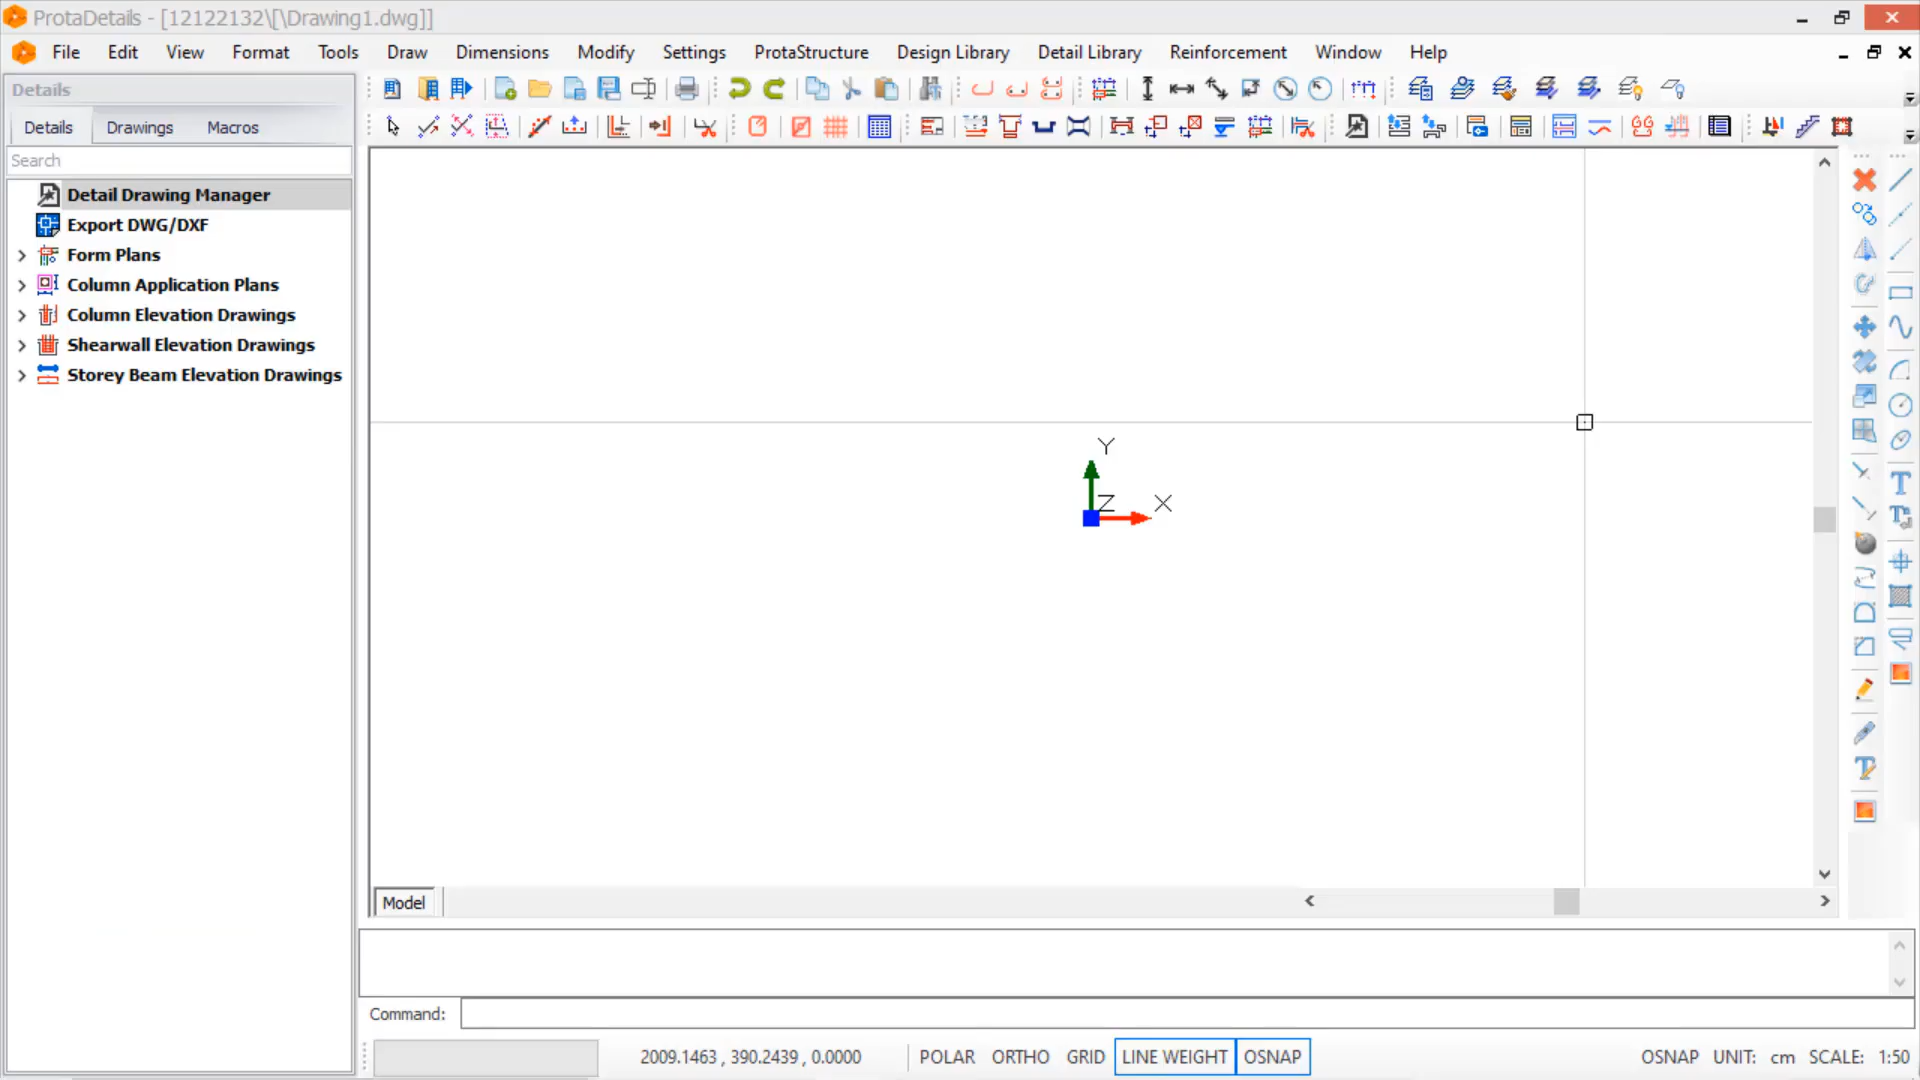 ProtaDetails - [12122132\[\Drawing1.dwg]]
File Edit View Format Tools Draw Dimensions Modify Settings ProtaStructure Design Library Detail Library Reinforcement Window Help
Details
Details Drawings Macros
Search
Detail Drawing Manager
Export DWG/DXF
Form Plans
Column Application Plans
Column Elevation Drawings
Shearwall Elevation Drawings
Storey Beam Elevation Drawings
Y
Z X
Model
Command:
2009.1463 , 390.2439 , 0.0000 POLAR ORTHO GRID LINE WEIGHT OSNAP OSNAP UNIT: cm SCALE: 1:50